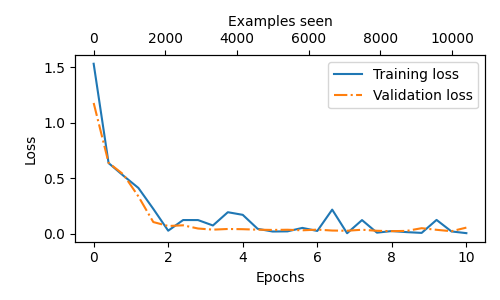 Examples seen
0 2000 4000 6000 8000 10000
1.5
1.0
0.5
0.0
Loss
Training loss
Validation loss
0 2 4 6 8 10
Epochs